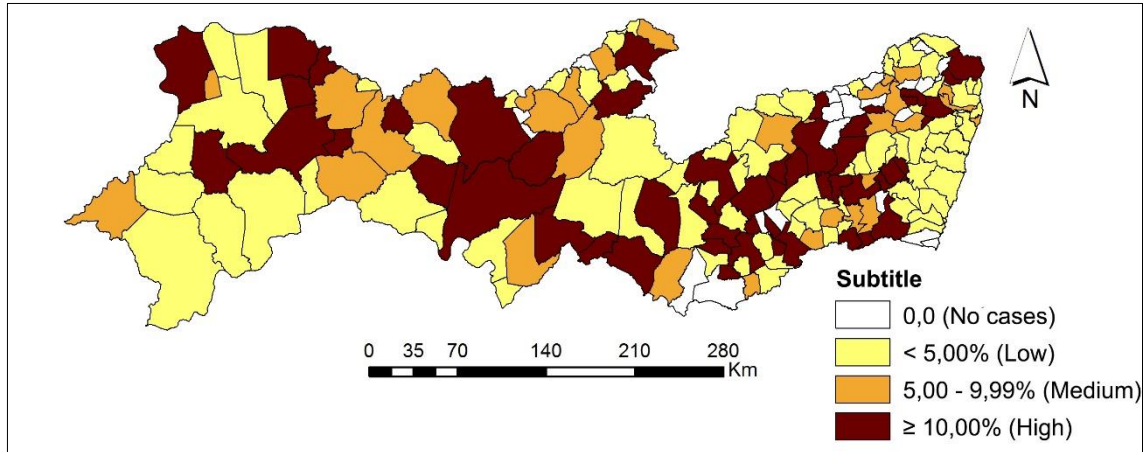 N
Subtitle
0,0 (No cases)
< 5,00% (Low)
5,00 - 9,99% (Medium)
≥ 10,00% (High)
0 35 70 140 210 280
Km